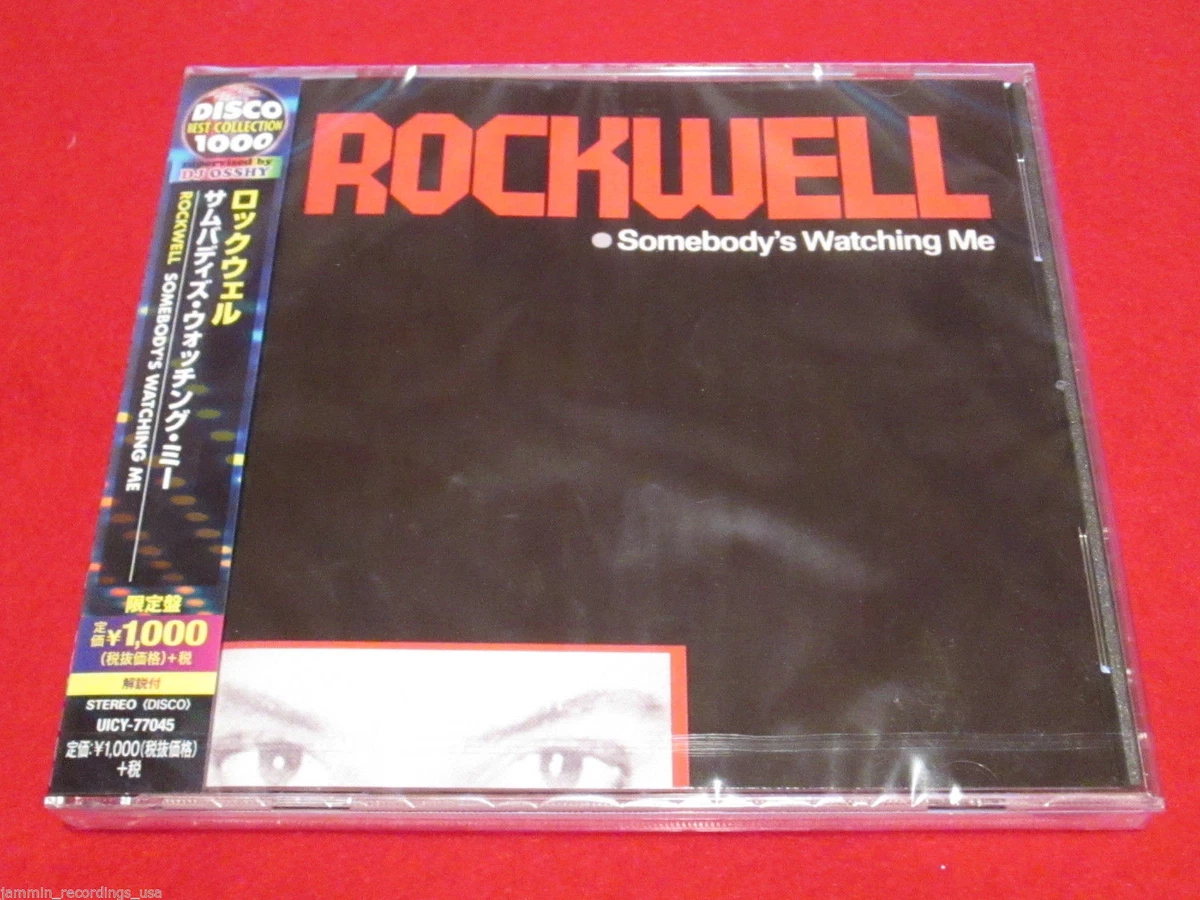 DISCO
BEST COLLECTION
1000
supervised by
DJ OSSHY
ロックウェル
サムバディズ・ウォッチング・ミー
ROCKWELL SOMEBODY'S WATCHING ME
限定盤
定価¥1,000
(税抜価格)+税
解説付
STEREO 〈DISCO〉
UICY-77045
定価:¥1,000(税抜価格)
+税
ROCKWELL
Somebody's Watching Me
jammin_recordings_usa